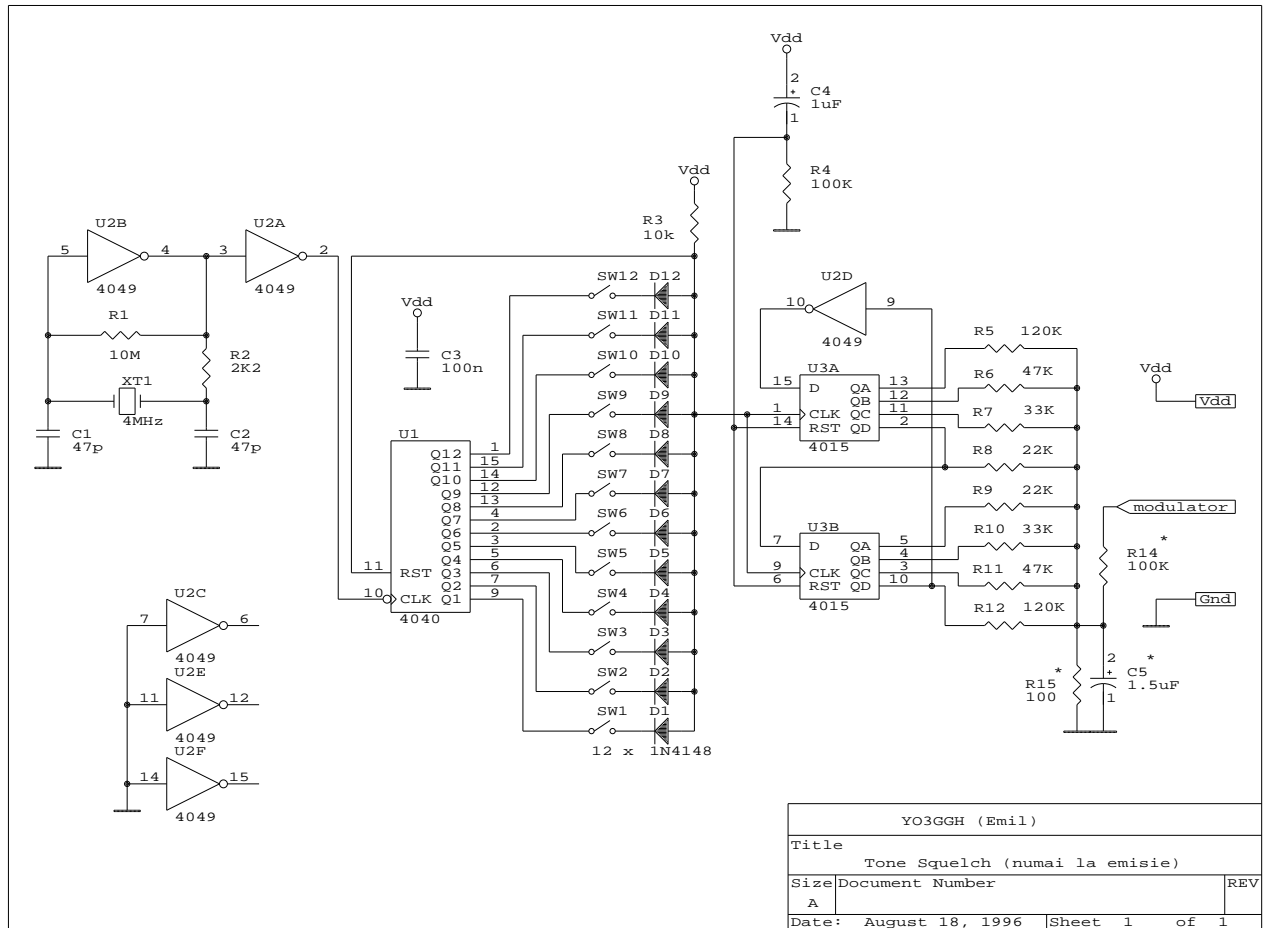 Vdd
2
+
C4
1uF
1
R4
100K
Vdd
R3
10k
U2B
5
4
4049
U2A
3
2
4049
R1
10M
R2
2K2
XT1
4MHz
C1
47p
C2
47p
Vdd
C3
100n
SW12 D12
SW11 D11
SW10 D10
SW9 D9
SW8 D8
SW7 D7
SW6 D6
SW5 D5
SW4 D4
SW3 D3
SW2 D2
SW1 D1
12 x 1N4148
U1
Q12 1
Q11 15
Q10 14
Q9 12
Q8 13
Q7 4
Q6 2
Q5 3
Q4 5
Q3 6
Q2 7
Q1 9
11 RST
10 CLK
4040
U2D
10
9
4049
U3A
15 D QA 13
QB 12
1 CLK QC 11
14 RST QD 2
4015
U3B
7 D QA 5
QB 4
9 CLK QC 3
6 RST QD 10
4015
R5 120K
R6 47K
R7 33K
R8 22K
R9 22K
R10 33K
R11 47K
R12 120K
Vdd
Vdd
modulator
*
R14
100K
Gnd
*
R15
100
2
+
*
C5
1.5uF
1
U2C
7
6
4049
U2E
11
12
4049
U2F
14
15
4049
YO3GGH (Emil)
Title
Tone Squelch (numai la emisie)
Size Document Number REV
A
Date: August 18, 1996 Sheet 1 of 1